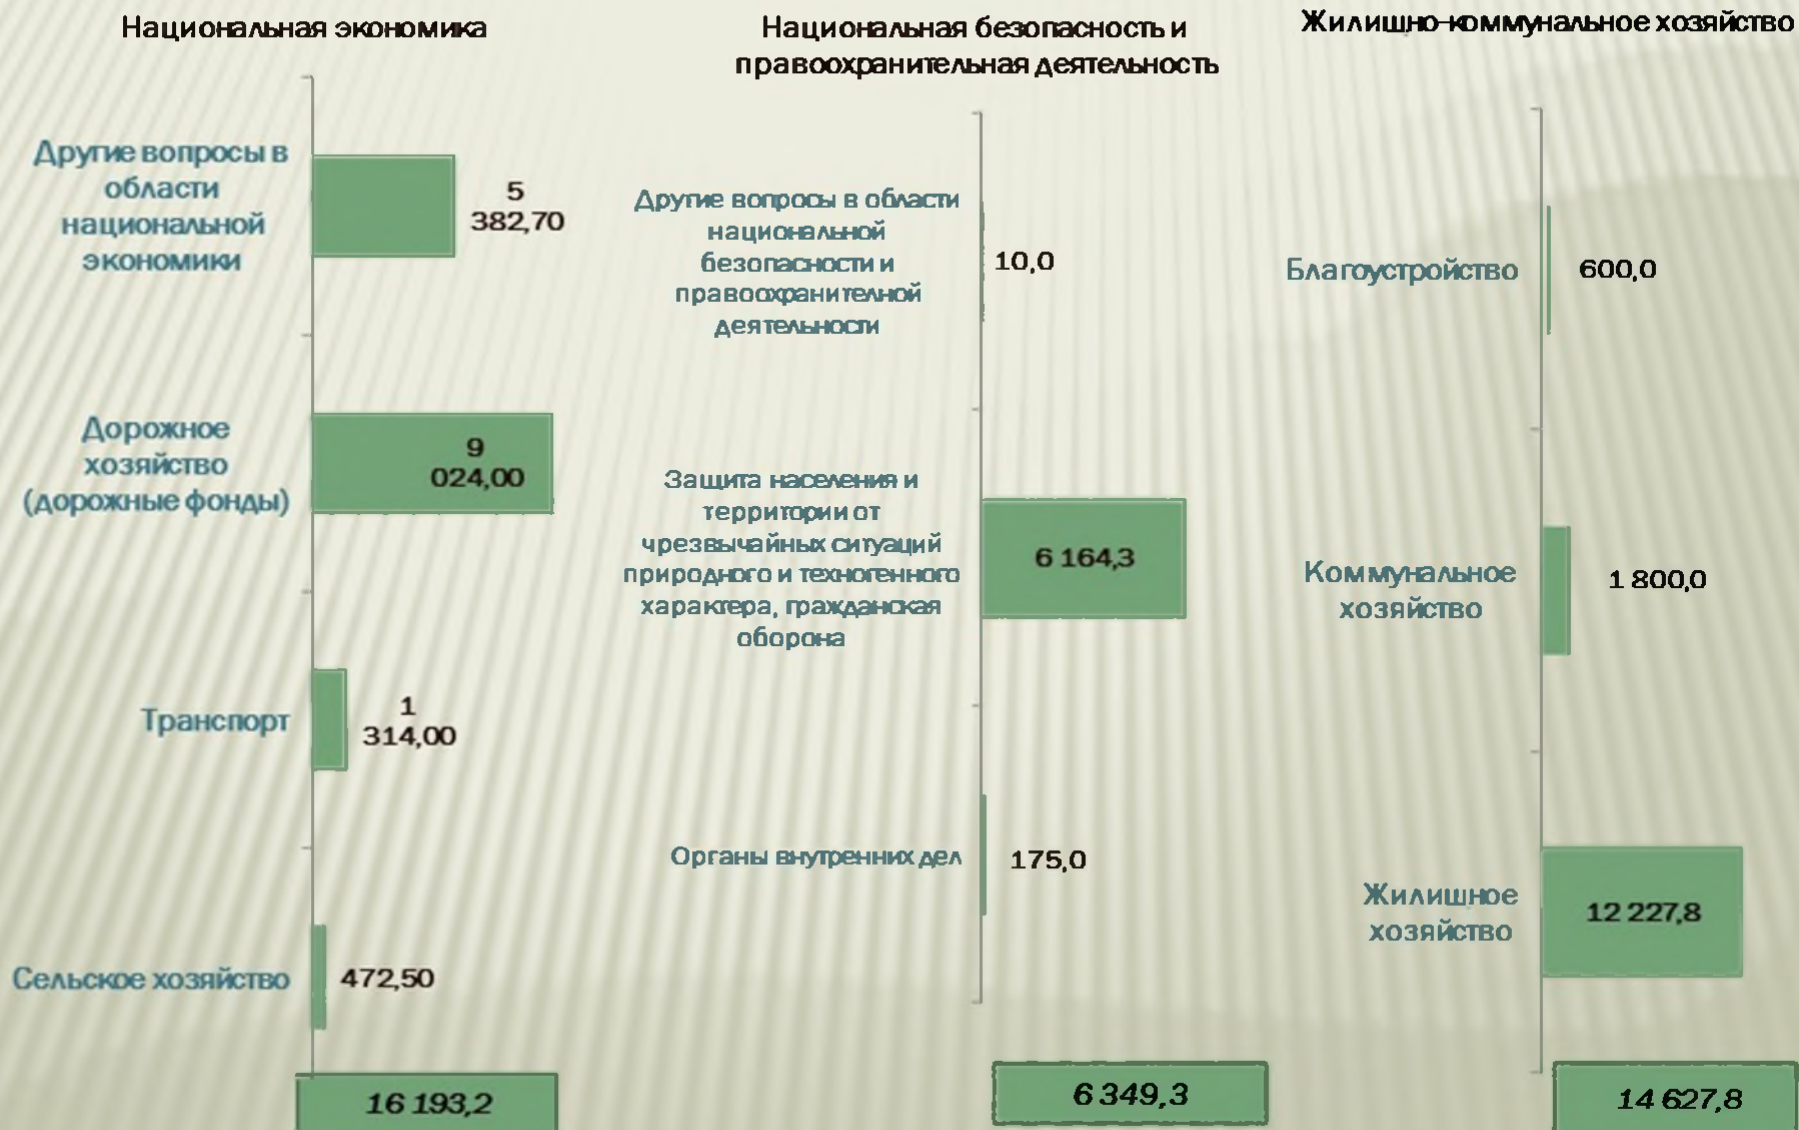 Национальная экономика
Другие вопросы в
области
национальной
экономики
5
382,70
Дорожное
хозяйство
(дорожные фонды)
9
024,00
Транспорт
1
314,00
Сельское хозяйство
472,50
16 193,2
Национальная безопасность и
правоохранительная деятельность
Другие вопросы в области
национальной
безопасности и
правоохранителной
деятельности
10,0
Защита населения и
территории от
чрезвычайных ситуаций
природного и техногенного
характера, гражданская
оборона
6 164,3
Органы внутренних дел
175,0
6 349,3
Жилишно-коммунальное хозяйство
Благоустройство
600,0
Коммунальное
хозяйство
1 800,0
Жилищное
хозяйство
12 227,8
14 627,8